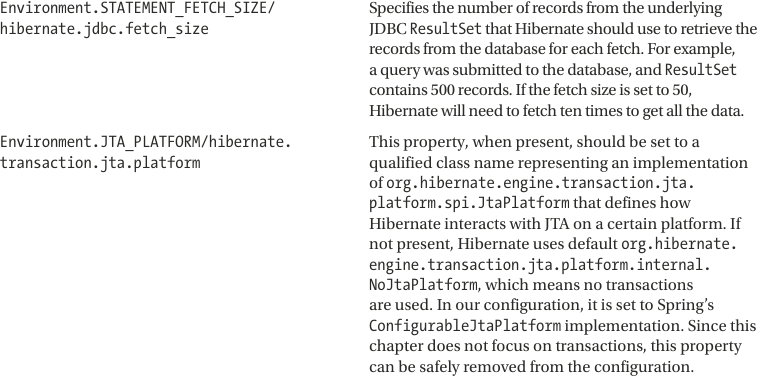 Environment.STATEMENT_FETCH_SIZE/
hibernate.jdbc.fetch_size
Specifies the number of records from the underlying
JDBC ResultSet that Hibernate should use to retrieve the
records from the database for each fetch. For example,
a query was submitted to the database, and ResultSet
contains 500 records. If the fetch size is set to 50,
Hibernate will need to fetch ten times to get all the data.
Environment.JTA_PLATFORM/hibernate.
transaction.jta.platform
This property, when present, should be set to a
qualified class name representing an implementation
of org.hibernate.engine.transaction.jta.
platform.spi.JtaPlatform that defines how
Hibernate interacts with JTA on a certain platform. If
not present, Hibernate uses default org.hibernate.
engine.transaction.jta.platform.internal.
NoJtaPlatform, which means no transactions
are used. In our configuration, it is set to Spring’s
ConfigurableJtaPlatform implementation. Since this
chapter does not focus on transactions, this property
can be safely removed from the configuration.